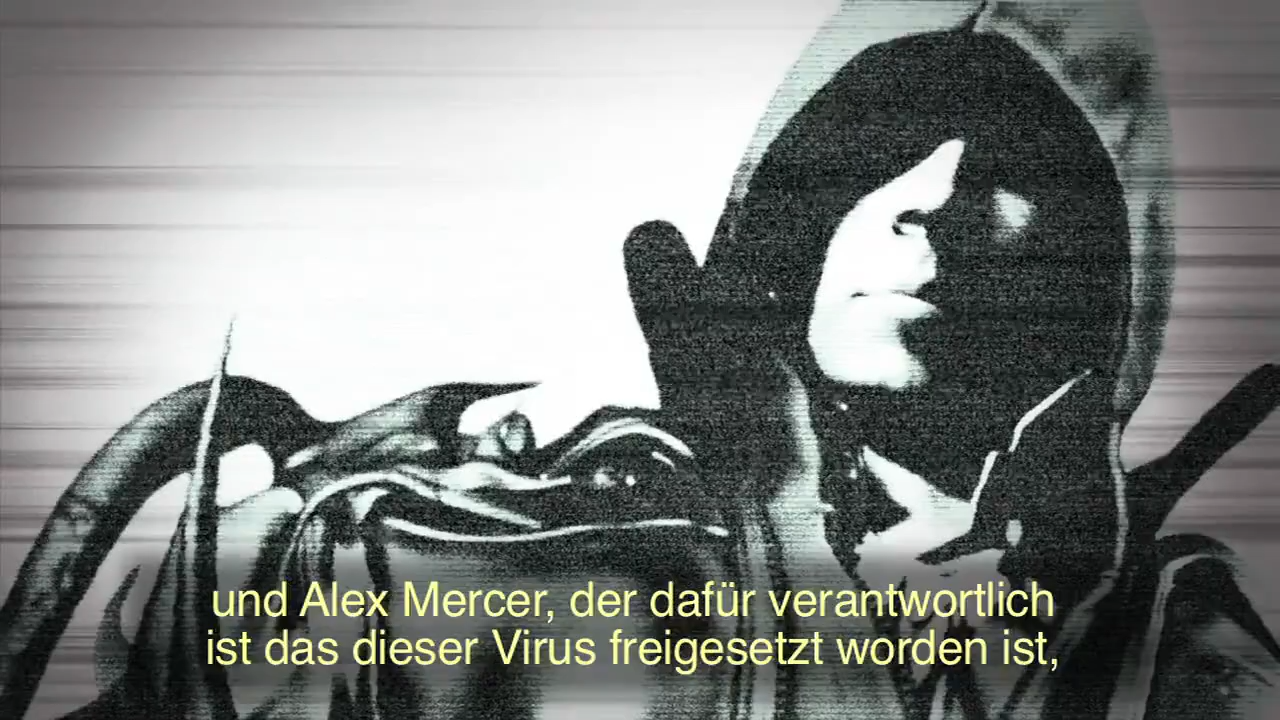 und Alex Mercer, der dafür verantwortlich
ist das dieser Virus freigesetzt worden ist,